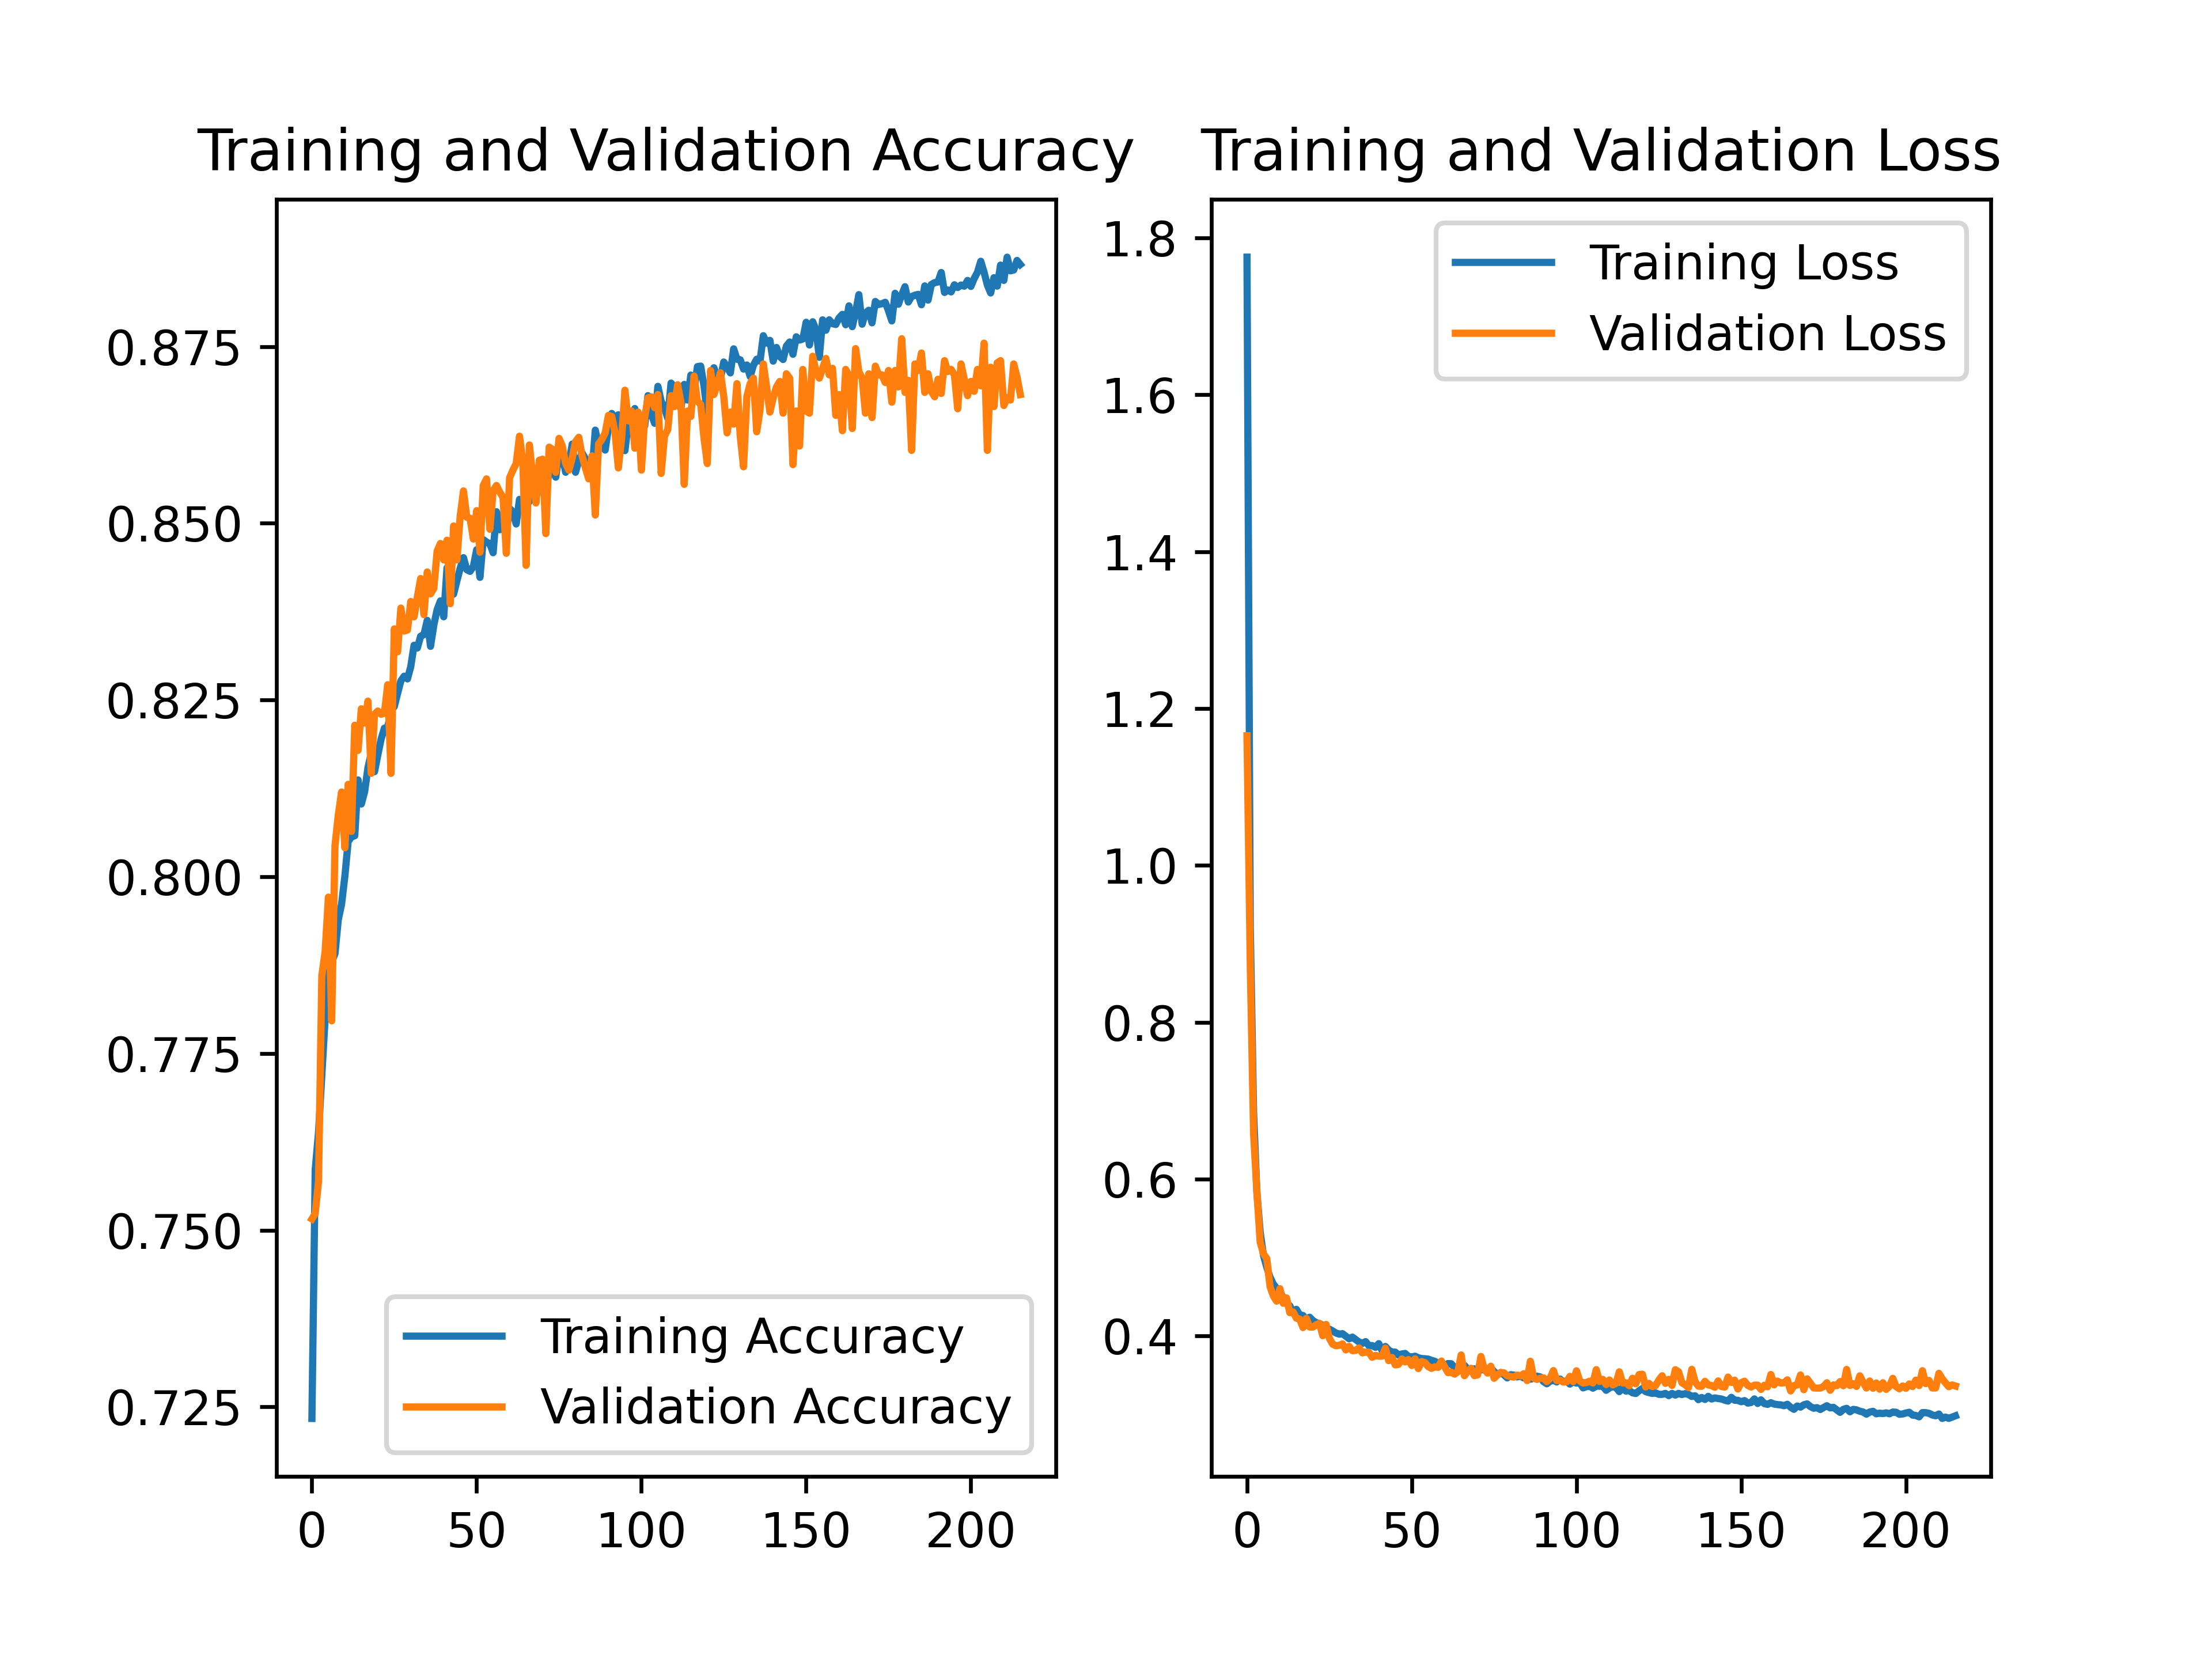 Training and Validation Accuracy
0.875
0.850
0.825
0.800
0.775
0.750
0.725
0 50 100 150 200
Training Accuracy
Validation Accuracy
Training and Validation Loss
1.8
1.6
1.4
1.2
1.0
0.8
0.6
0.4
0 50 100 150 200
Training Loss
Validation Loss